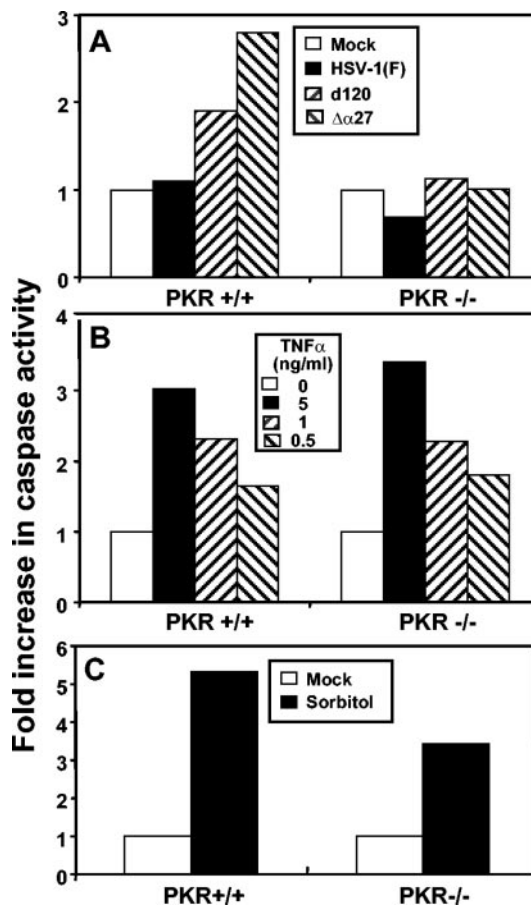 Fold increase in caspase activity
A
3
2
1
0
Mock
HSV-1(F)
d120
Δα27
PKR +/+ PKR -/-
B
4
3
2
1
0
TNFα
(ng/ml)
0
5
1
0.5
PKR +/+ PKR -/-
C
6
5
4
3
2
1
0
Mock
Sorbitol
PKR+/+ PKR-/-